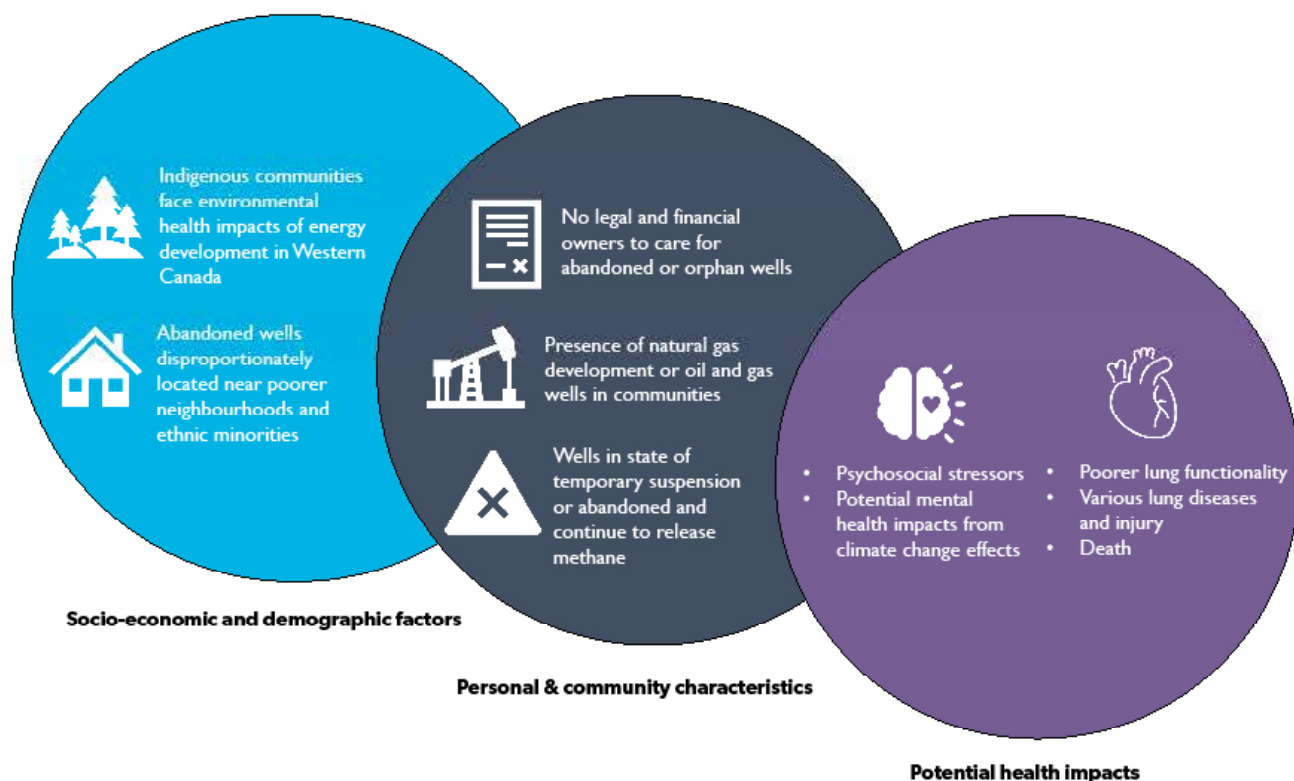 Indigenous communities
face environmental
health impacts of energy
development in Western
Canada
Abandoned wells
disproportionately
located near poorer
neighbourhoods and
ethnic minorities
Socio-economic and demographic factors
No legal and financial
owners to care for
abandoned or orphan wells
Presence of natural gas
development or oil and gas
wells in communities
Wells in state of
temporary suspension
or abandoned and
continue to release
methane
Personal & community characteristics
• Psychosocial stressors
• Potential mental
health impacts from
climate change effects
• Poorer lung functionality
• Various lung diseases
and injury
• Death
Potential health impacts